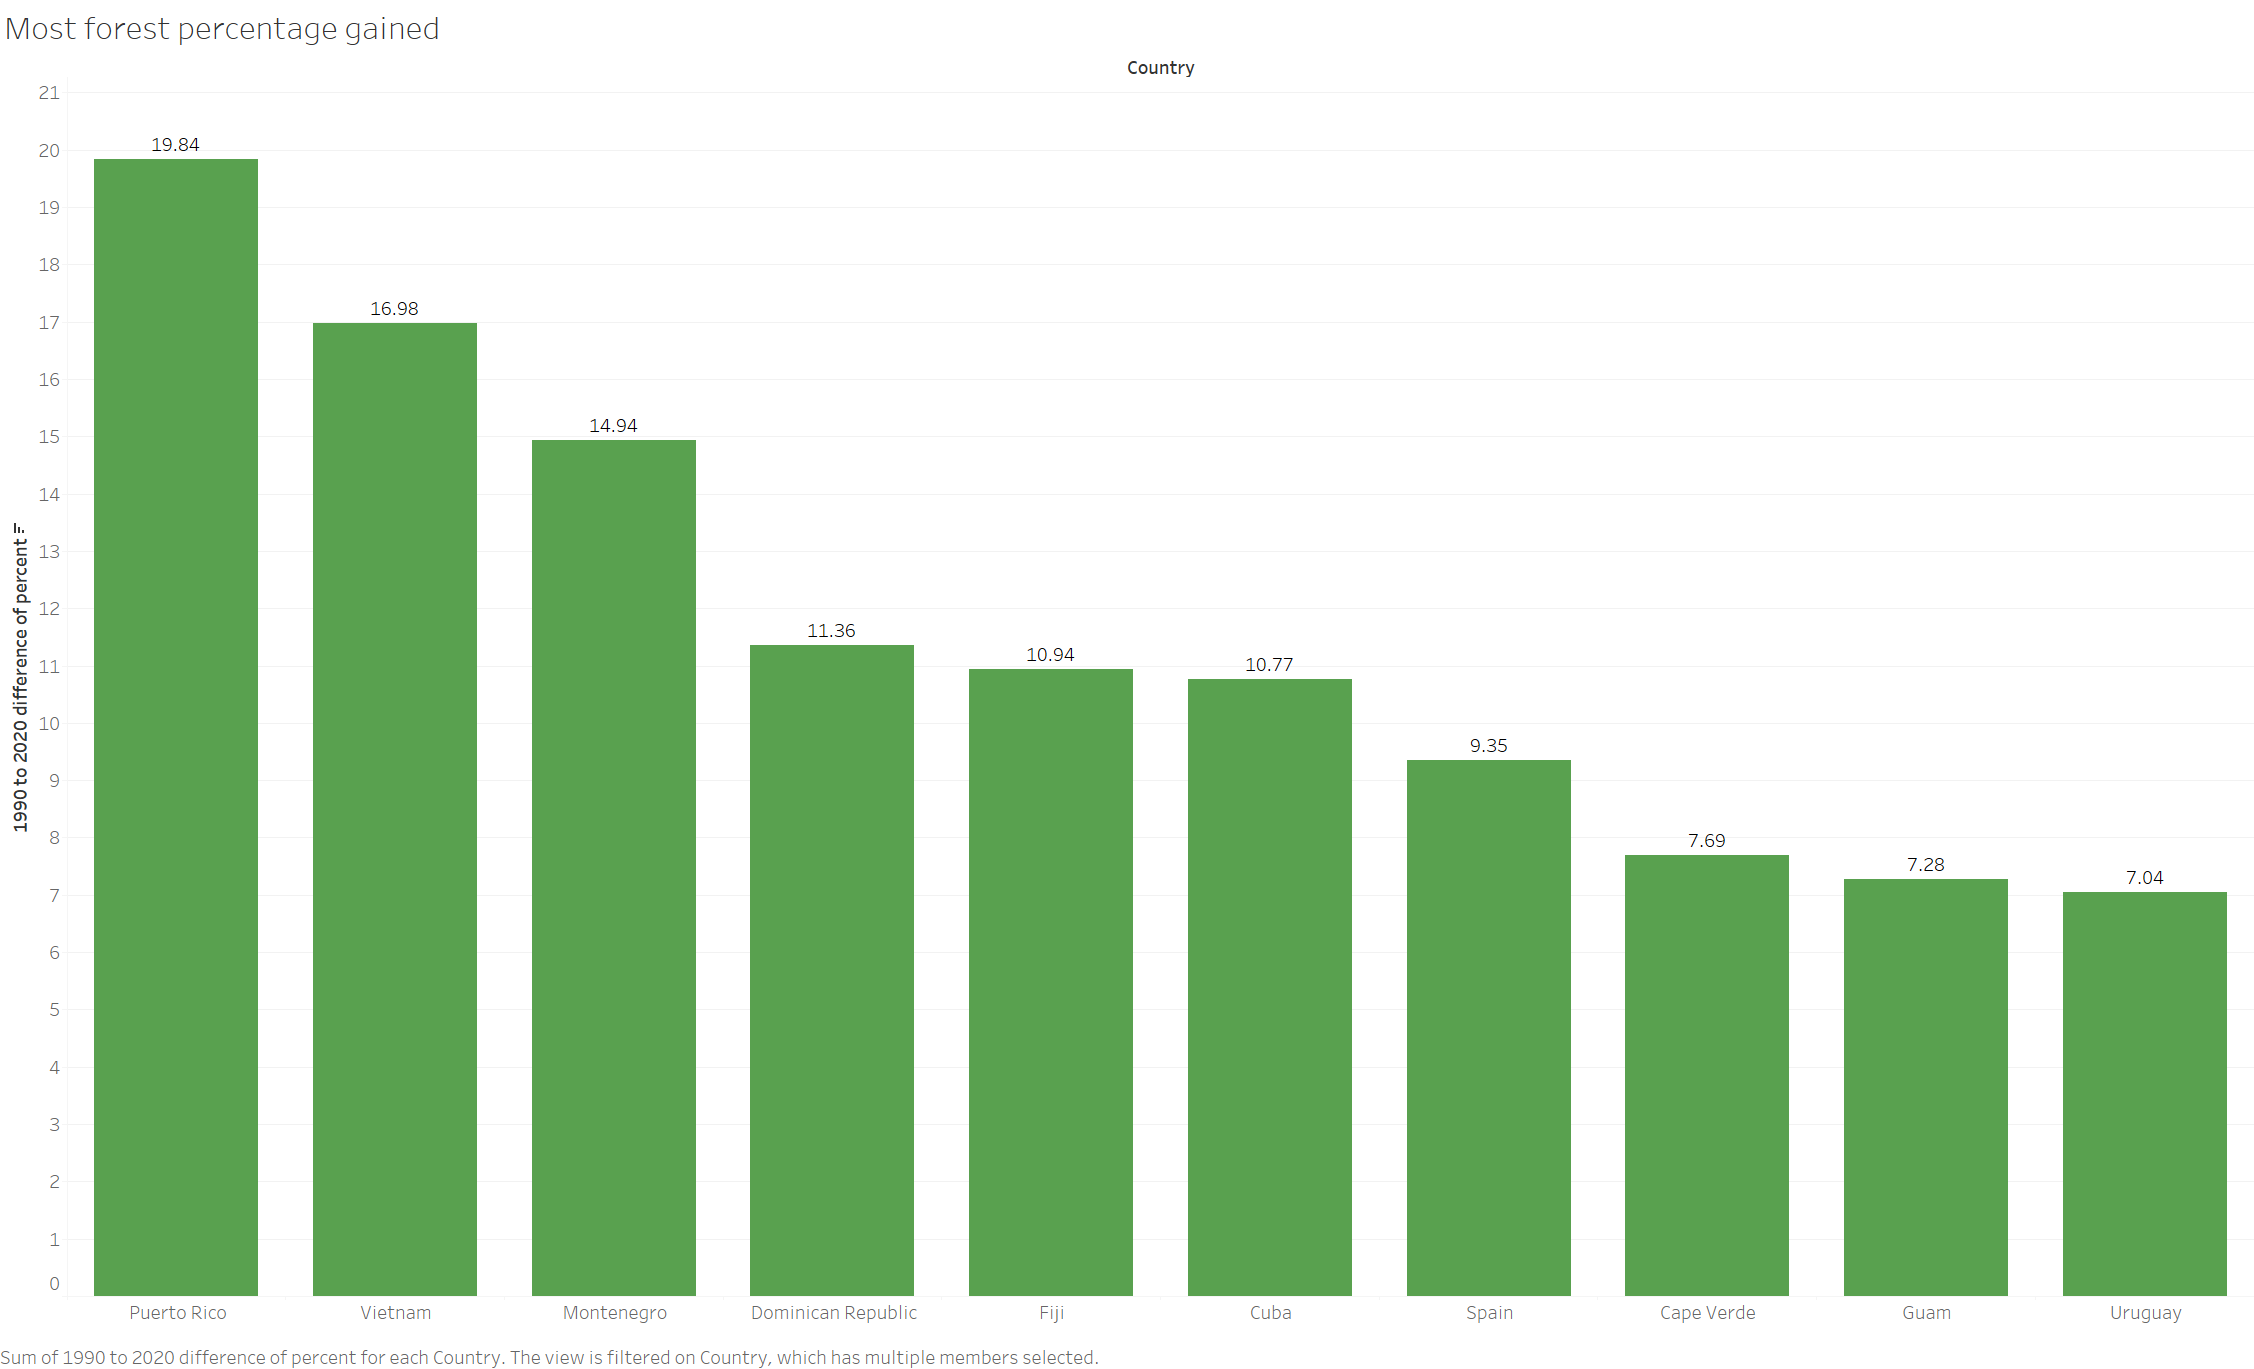 Most forest percentage gained
Country
1990 to 2020 difference of percent
21
20
19
18
17
16
15
14
13
12
11
10
9
8
7
6
5
4
3
2
1
0
19.84
16.98
14.94
11.36
10.94
10.77
9.35
7.69
7.28
7.04
Puerto Rico
Vietnam
Montenegro
Dominican Republic
Fiji
Cuba
Spain
Cape Verde
Guam
Uruguay
Sum of 1990 to 2020 difference of percent for each Country. The view is filtered on Country, which has multiple members selected.